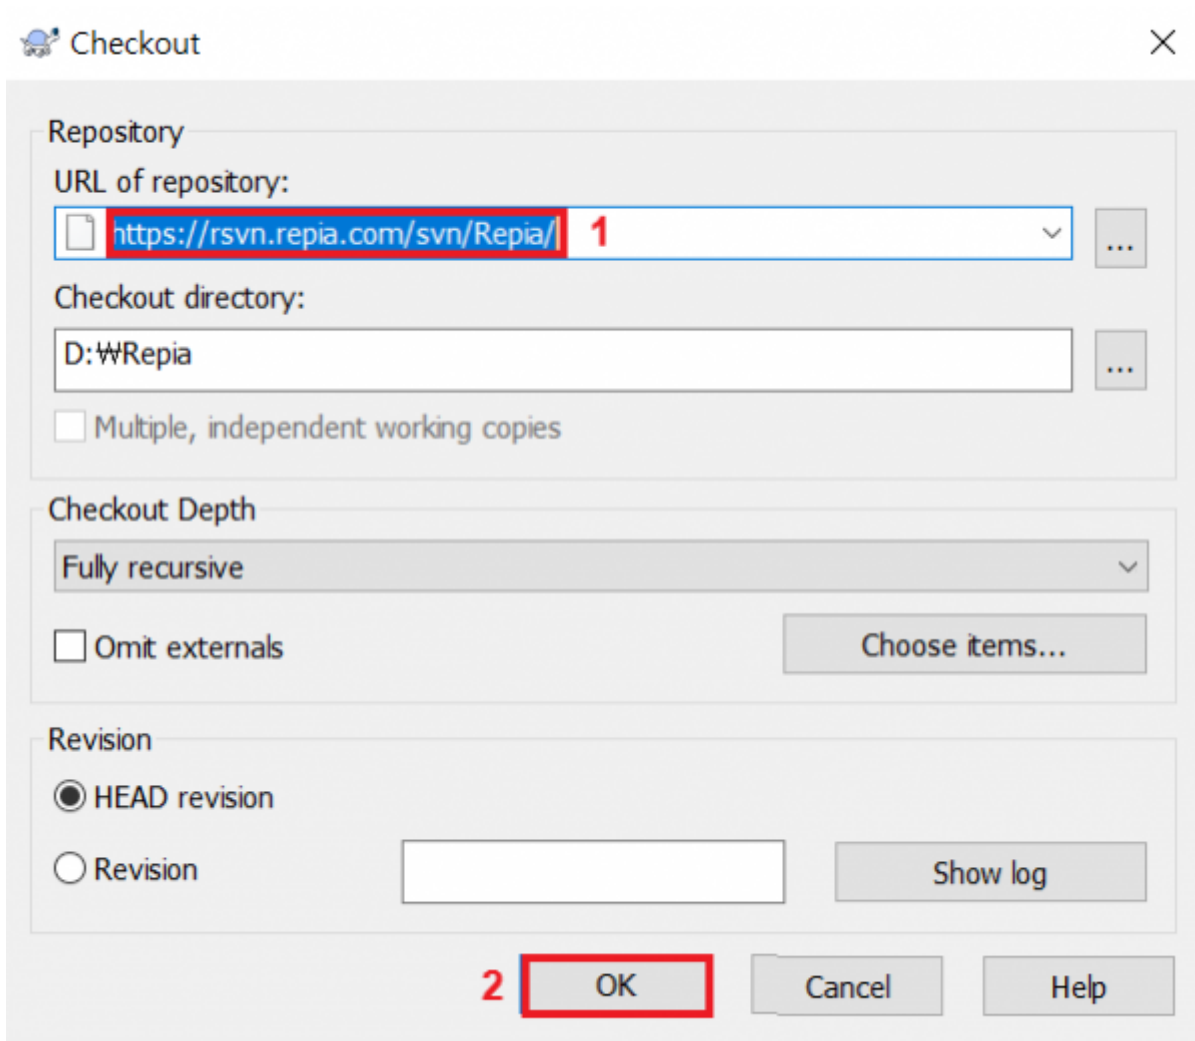 Checkout
Repository
URL of repository:
https://rsvn.repia.com/svn/Repia/ 1
...
Checkout directory:
D:₩Repia
...
Multiple, independent working copies
Checkout Depth
Fully recursive
Omit externals
Choose items...
Revision
HEAD revision
Revision
Show log
2 OK Cancel Help